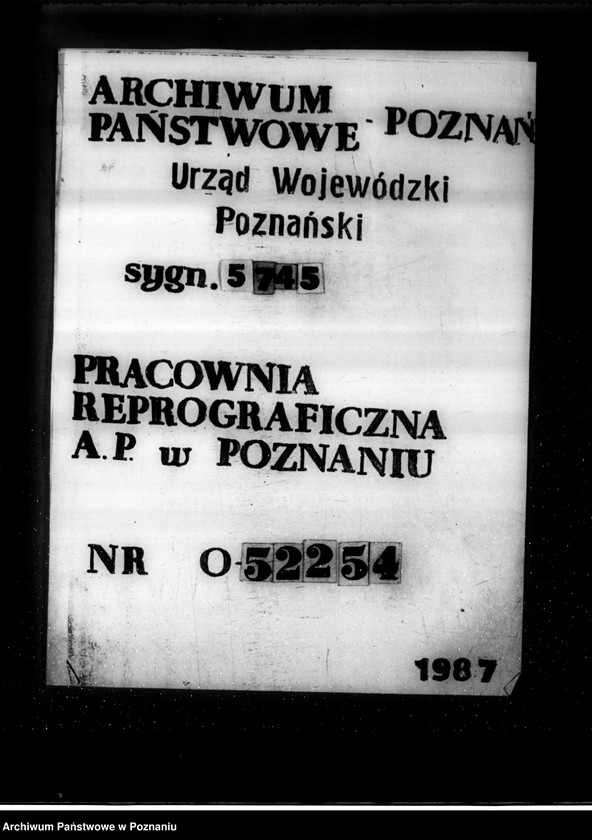 ARCHIWUM
PAŃSTWOWE - POZNAŃ
Urząd Wojewódzki
Poznański
sygn. 5745
PRACOWNIA
REPROGRAFICZNA
A.P. w POZNANIU
NR O-52254
1987
Archiwum Państwowe w Poznaniu